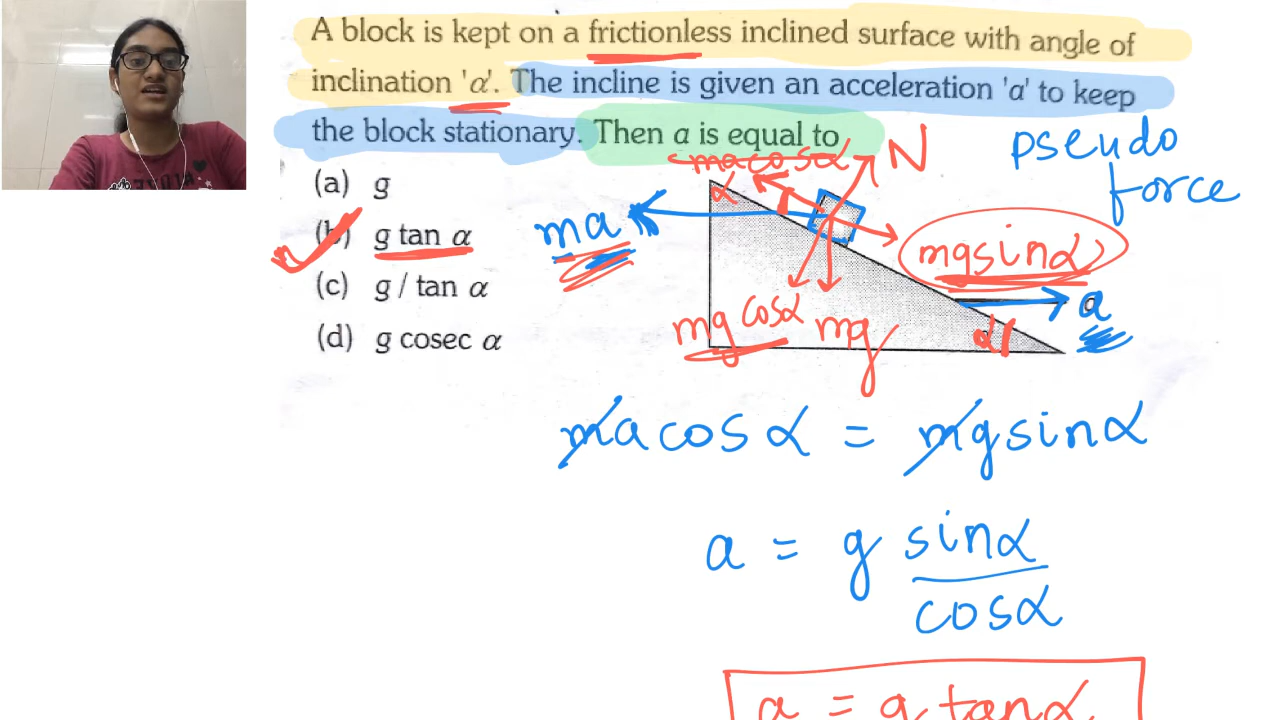 A block is kept on a frictionless inclined surface with angle of
inclination 'α'. The incline is given an acceleration 'a' to keep
the block stationary. Then a is equal to
(a) g
(b) g tan α
(c) g / tan α
(d) g cosec α
pseudo
force
macosα
N
α
ma
mgsinα
a
mg cosα
mg
α
macosα = mgsinα
a = g sinα
cosα
a = g tanα